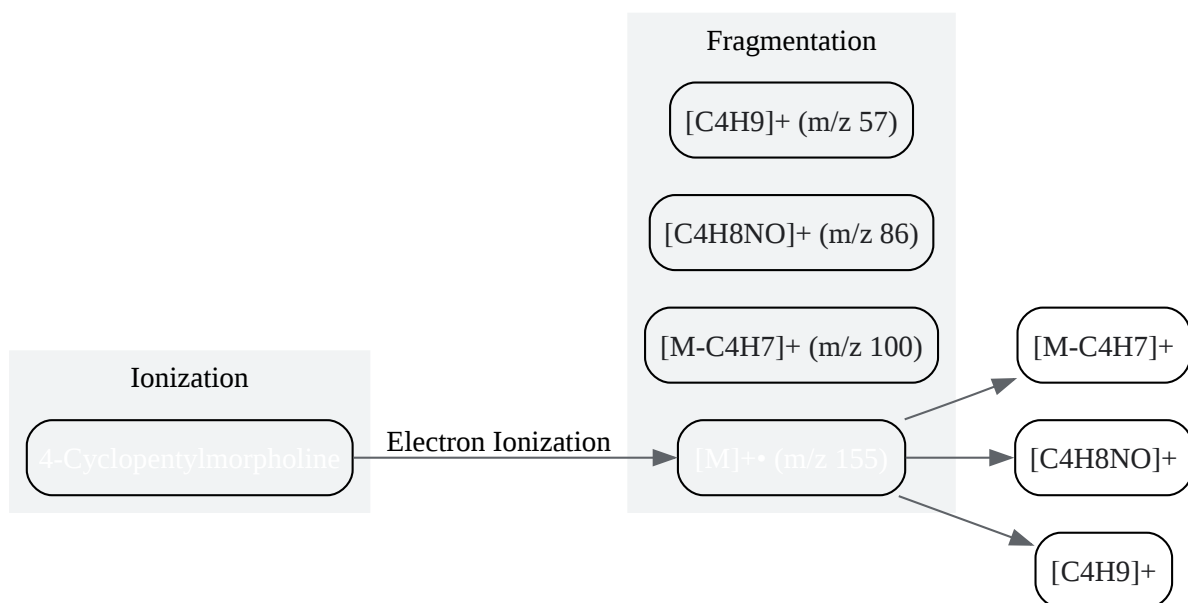 Fragmentation
[C4H9]+ (m/z 57)
[C4H8NO]+ (m/z 86)
[M-C4H7]+ (m/z 100)
[M-C4H7]+
Ionization
4-Cyclopentylmorpholine
Electron Ionization
[M]+• (m/z 155)
[C4H8NO]+
[C4H9]+